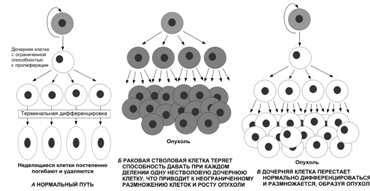 Дочерняя клетка
с ограниченной
способностью
к пролиферации
Терминальная дифференцировка
Неделящиеся клетки постепенно
погибают и удаляются
А НОРМАЛЬНЫЙ ПУТЬ
Опухоль
Б РАКОВАЯ СТВОЛОВАЯ КЛЕТКА ТЕРЯЕТ
СПОСОБНОСТЬ ДАВАТЬ ПРИ КАЖДОМ
ДЕЛЕНИИ ОДНУ НЕСТВОЛОВУЮ ДОЧЕРНЮЮ
КЛЕТКУ, ЧТО ПРИВОДИТ К НЕОГРАНИЧЕННОМУ
РАЗМНОЖЕНИЮ КЛЕТОК И РОСТУ ОПУХОЛИ
Опухоль
В ДОЧЕРНЯЯ КЛЕТКА ПЕРЕСТАЕТ
НОРМАЛЬНО ДИФФЕРЕНЦИРОВАТЬСЯ
И РАЗМНОЖАЕТСЯ, ОБРАЗУЯ ОПУХОЛЬ